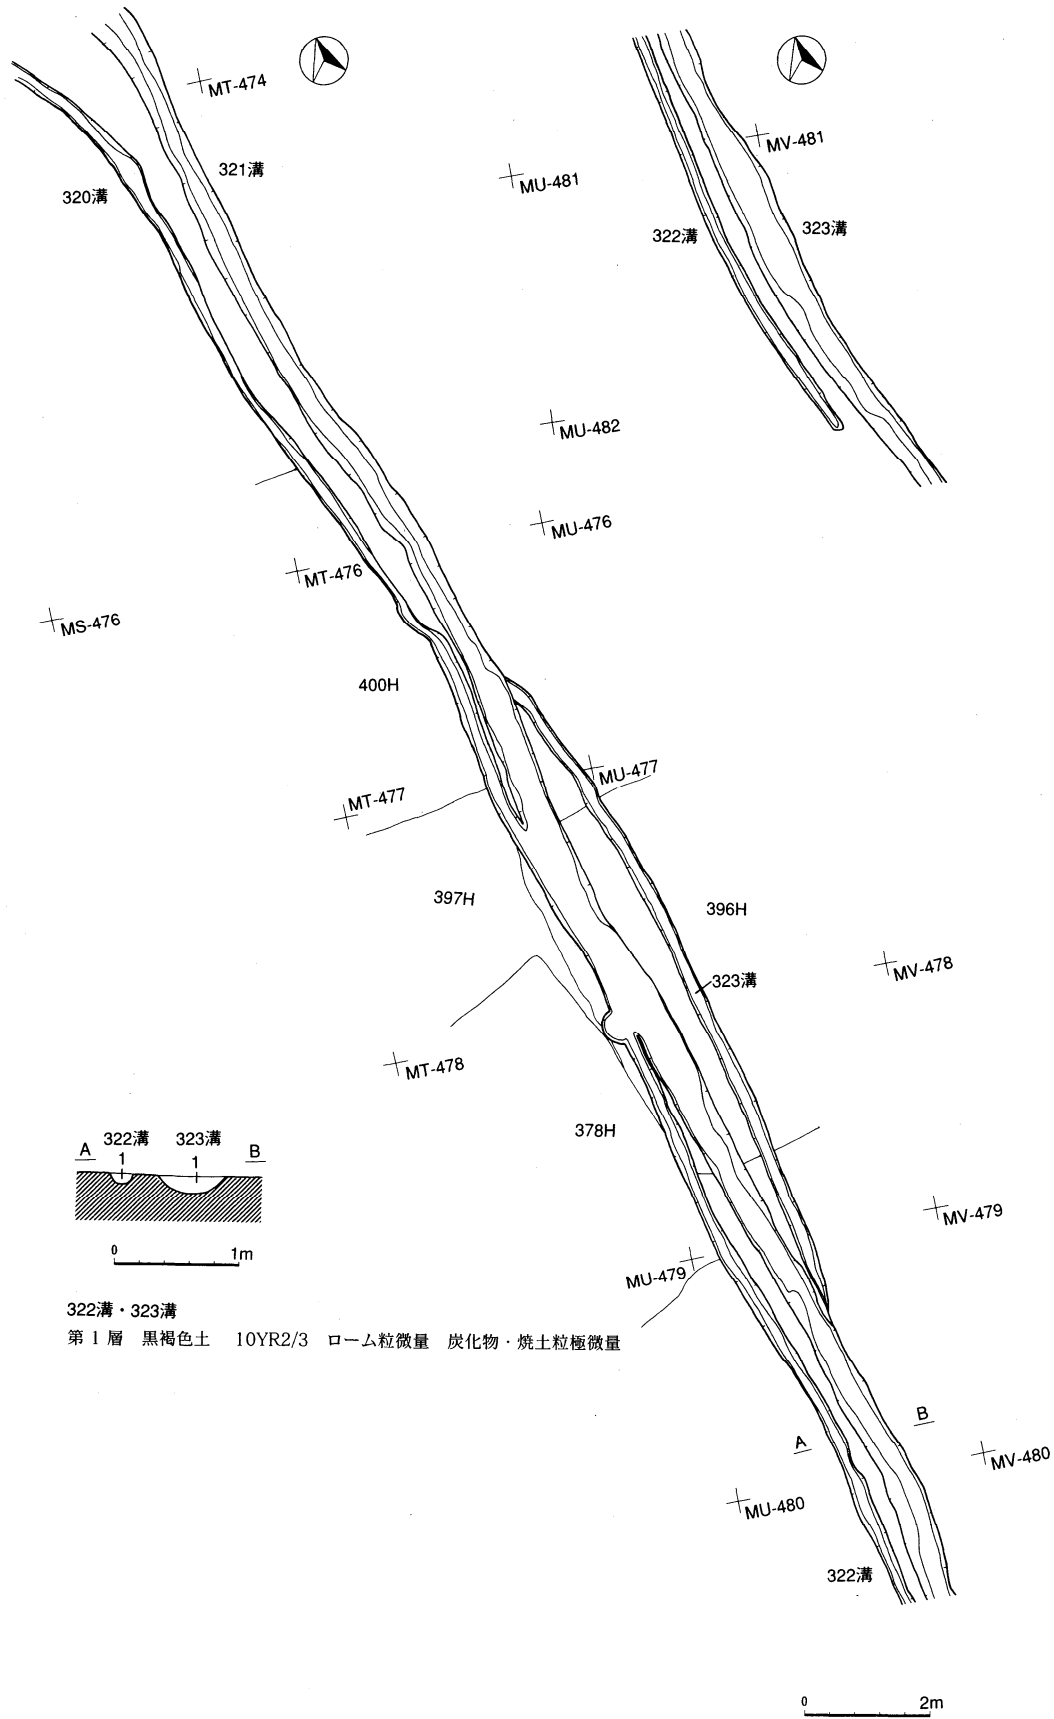 MT-474
MV-481
321溝
MU-481
320溝
322溝
323溝
MU-482
MU-476
MT-476
MS-476
400H
MU-477
MT-477
397H
396H
MV-478
323溝
MT-478
378H
A 322溝 323溝 B
1 1
MV-479
0 1m
MU-479
322溝・323溝
第1層 黒褐色土 10YR2/3 ローム粒微量 炭化物・焼土粒極微量
B
A
MV-480
MU-480
322溝
0 2m